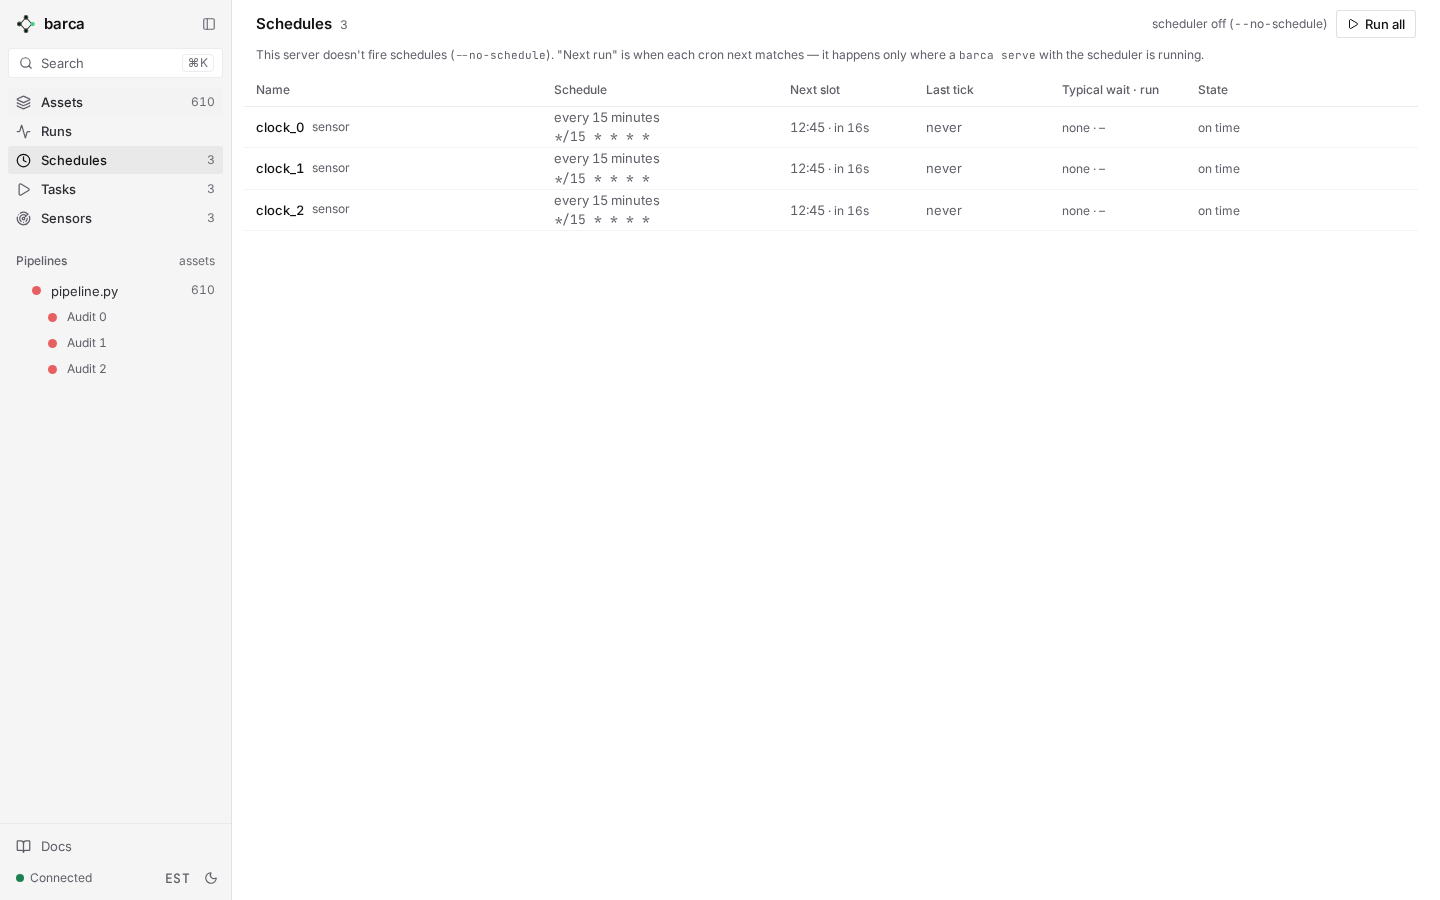 barca
Search ⌘K
Assets 610
Runs
Schedules 3
Tasks 3
Sensors 3
Pipelines assets
pipeline.py 610
Audit 0
Audit 1
Audit 2
Docs
Connected EST
Schedules 3
scheduler off (--no-schedule) Run all
This server doesn't fire schedules (--no-schedule). "Next run" is when each cron next matches — it happens only where a barca serve with the scheduler is running.
Name Schedule Next slot Last tick Typical wait · run State
clock_0 sensor every 15 minutes 12:45 · in 16s never none · – on time
*/15 * * * *
clock_1 sensor every 15 minutes 12:45 · in 16s never none · – on time
*/15 * * * *
clock_2 sensor every 15 minutes 12:45 · in 16s never none · – on time
*/15 * * * *